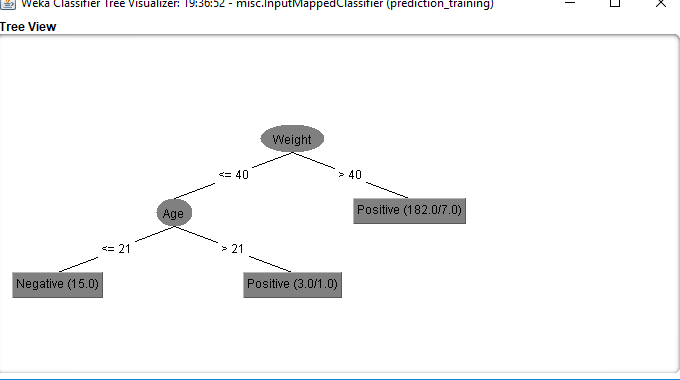 Weka Classifier Tree Visualizer: 19:36:52 - misc.InputMappedClassifier (prediction_training)
Tree View
Weight
<= 40
> 40
Age
Positive (182.0/7.0)
<= 21
> 21
Negative (15.0)
Positive (3.0/1.0)